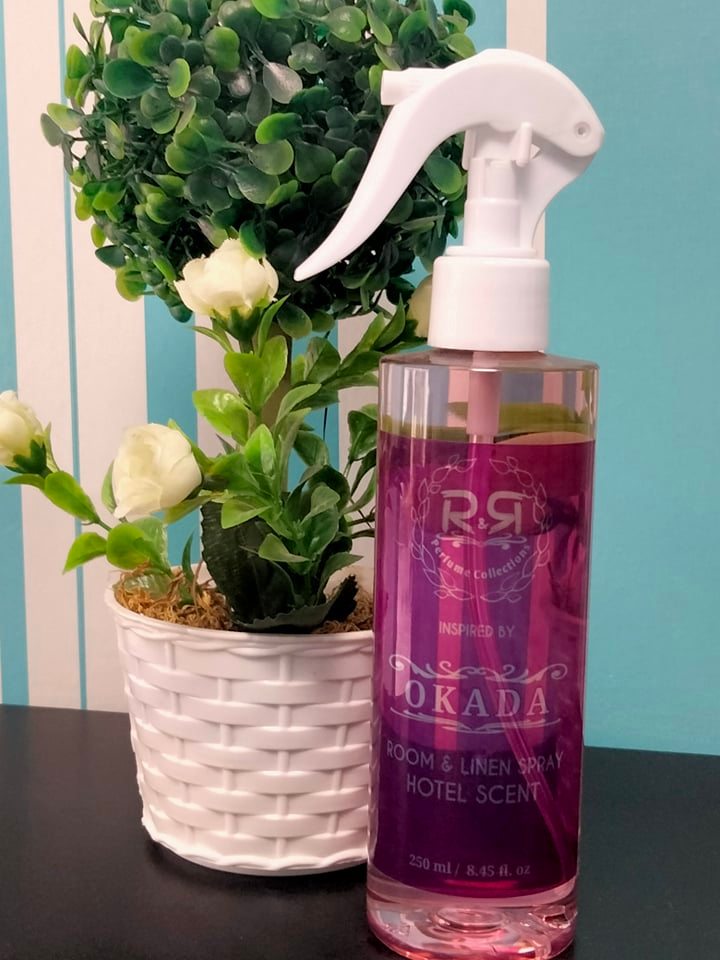 R&R
Perfume Collections
INSPIRED BY
OKADA
ROOM & LINEN SPRAY
HOTEL SCENT
250 ml / 8.45 fl. oz